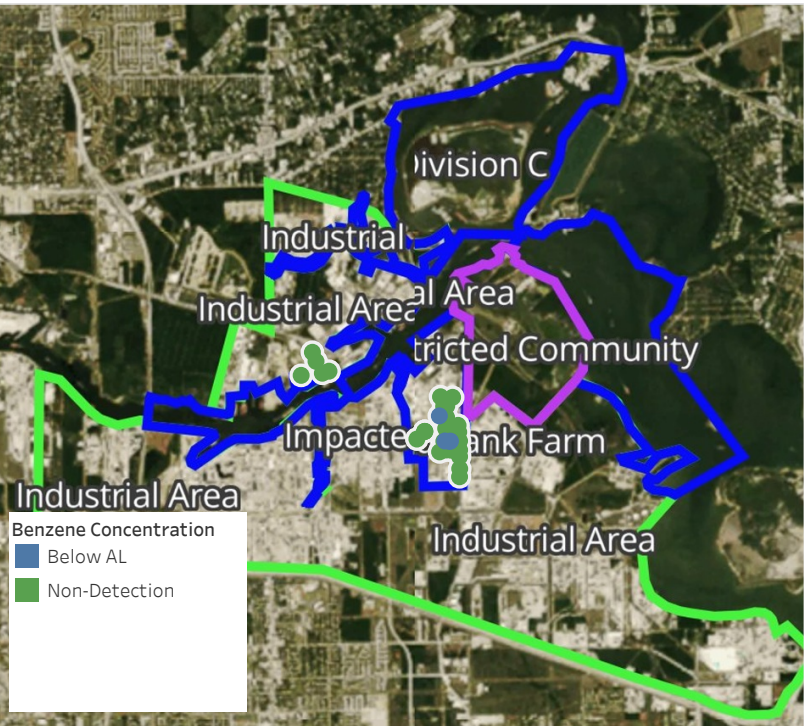 Division C
Industrial
Industrial Area
al Area
tricted Community
Impacte
ank Farm
Industrial Area
Industrial Area
Benzene Concentration
Below AL
Non-Detection